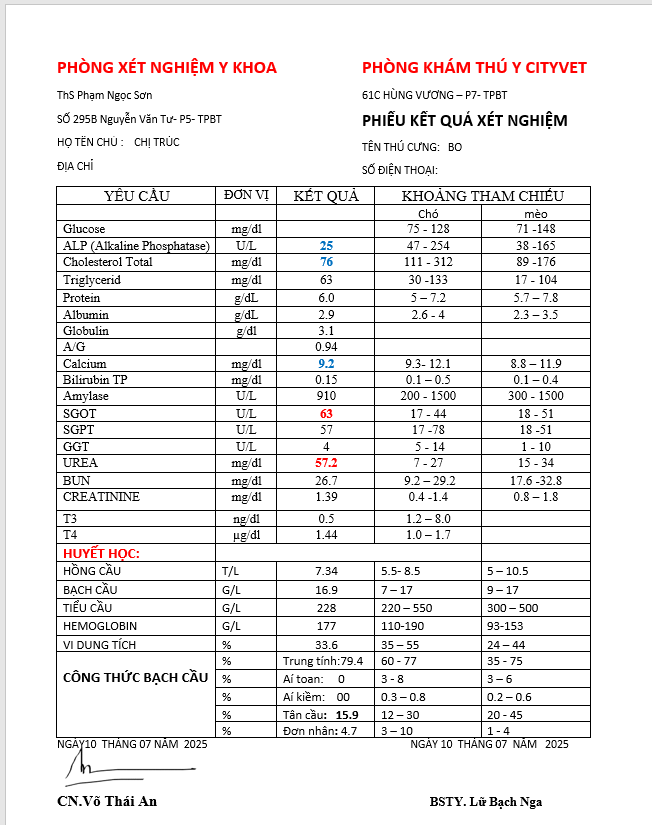 PHÒNG XÉT NGHIỆM Y KHOA PHÒNG KHÁM THÚ Y CITYVET
ThS Phạm Ngọc Sơn 61C HÙNG VƯƠNG – P7- TPBT
SỐ 295B Nguyễn Văn Tư- P5- TPBT PHIẾU KẾT QUẢ XÉT NGHIỆM
HỌ TÊN CHỦ : CHỊ TRÚC TÊN THÚ CƯNG: BO
ĐỊA CHỈ SỐ ĐIỆN THOẠI:
YÊU CẦU ĐƠN VỊ KẾT QUẢ KHOẢNG THAM CHIẾU
Chó mèo
Glucose mg/dl 75 - 128 71 -148
ALP (Alkaline Phosphatase) U/L 25 47 - 254 38 -165
Cholesterol Total mg/dl 76 111 - 312 89 -176
Triglycerid mg/dl 63 30 -133 17 - 104
Protein g/dL 6.0 5 – 7.2 5.7 – 7.8
Albumin g/dL 2.9 2.6 - 4 2.3 – 3.5
Globulin g/dl 3.1
A/G 0.94
Calcium mg/dl 9.2 9.3- 12.1 8.8 – 11.9
Bilirubin TP mg/dl 0.15 0.1 – 0.5 0.1 – 0.4
Amylase U/L 910 200 - 1500 300 - 1500
SGOT U/L 63 17 - 44 18 - 51
SGPT U/L 57 17 -78 18 -51
GGT U/L 4 5 - 14 1 - 10
UREA mg/dl 57.2 7 - 27 15 - 34
BUN mg/dl 26.7 9.2 – 29.2 17.6 -32.8
CREATININE mg/dl 1.39 0.4 -1.4 0.8 – 1.8
T3 ng/dl 0.5 1.2 – 8.0
T4 µg/dl 1.44 1.0 – 1.7
HUYẾT HỌC:
HỒNG CẦU T/L 7.34 5.5- 8.5 5 – 10.5
BẠCH CẦU G/L 16.9 7 – 17 9 – 17
TIỂU CẦU G/L 228 220 – 550 300 – 500
HEMOGLOBIN G/L 177 110-190 93-153
VI DUNG TÍCH % 33.6 35 – 55 24 – 44
CÔNG THỨC BẠCH CẦU % Trung tính:79.4 60 - 77 35 - 75
% Aí toan: 0 3 - 8 3 – 6
% Aí kiềm: 00 0.3 – 0.8 0.2 – 0.6
% Tân cầu: 15.9 12 – 30 20 - 45
% Đơn nhân: 4.7 3 – 10 1 - 4
NGÀY10 THÁNG 07 NĂM 2025 NGÀY 10 THÁNG 07 NĂM 2025
CN.Võ Thái An BSTY. Lữ Bạch Nga